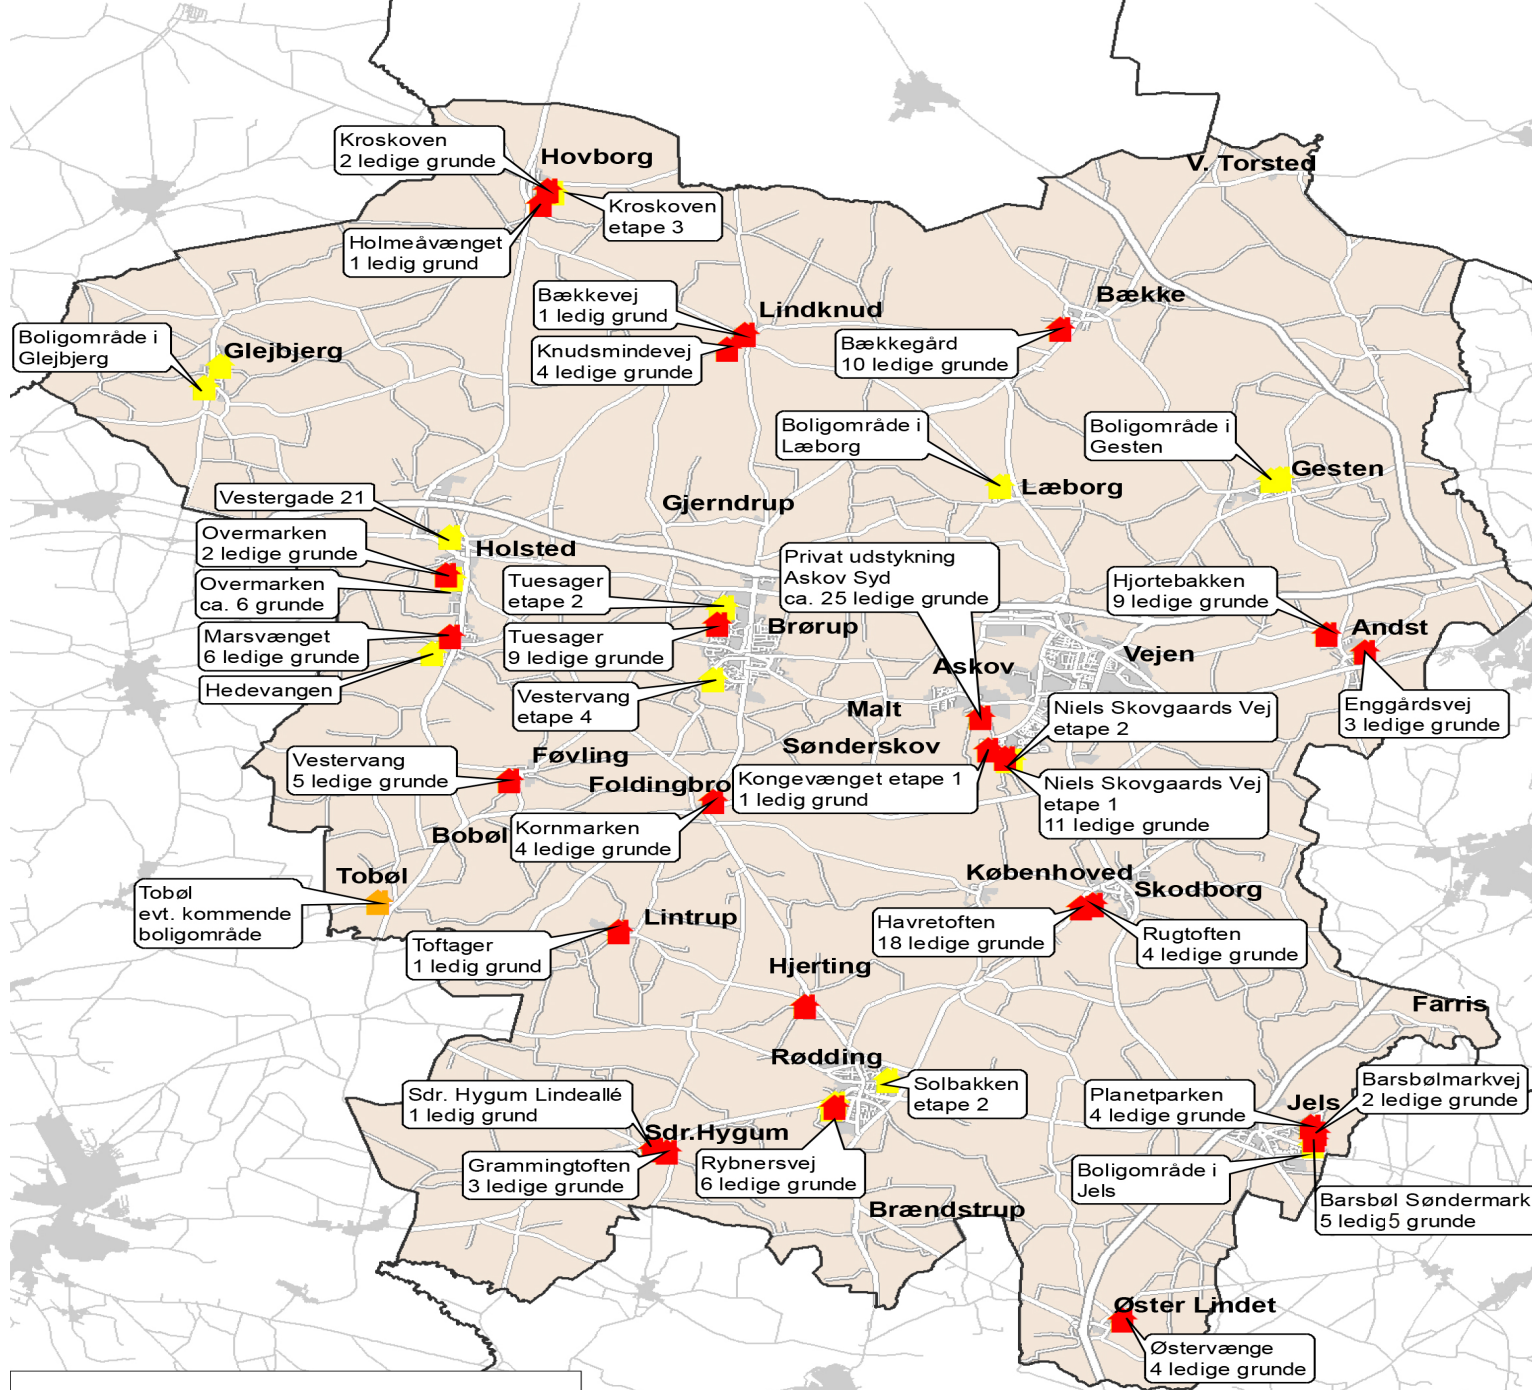 Kroskoven
2 ledige grunde
Hovborg
V. Torsted
Kroskoven
etape 3
Holmeåvænget
1 ledig grund
Bækkevej
1 ledig grund
Lindknud
Bække
Boligområde i
Glejbjerg
Glejbjerg
Knudsmindevej
4 ledige grunde
Bækkegård
10 ledige grunde
Boligområde i
Læborg
Boligområde i
Gesten
Gesten
Læborg
Vestergade 21
Gjerndrup
Overmarken
2 ledige grunde
Holsted
Privat udstykning
Askov Syd
ca. 25 ledige grunde
Overmarken
ca. 6 grunde
Tuesager
etape 2
Hjortebakken
9 ledige grunde
Marsvænget
6 ledige grunde
Tuesager
9 ledige grunde
Brørup
Andst
Vejen
Askov
Hedevangen
Vestervang
etape 4
Malt
Niels Skovgaards Vej
etape 2
Enggårdsvej
3 ledige grunde
Sønderskov
Føvling
Vestervang
5 ledige grunde
Foldingbro
Kongevænget etape 1
1 ledig grund
Niels Skovgaards Vej
etape 1
11 ledige grunde
Bobøl
Kornmarken
4 ledige grunde
Tobøl
Københoved
Skodborg
Tobøl
evt. kommende
boligområde
Lintrup
Havretoften
18 ledige grunde
Rugtoften
4 ledige grunde
Toftager
1 ledig grund
Hjerting
Farris
Rødding
Solbakken
etape 2
Sdr. Hygum Lindeallé
1 ledig grund
Planetparken
4 ledige grunde
Barsbølmarkvej
2 ledige grunde
Jels
Sdr.Hygum
Grammingtoften
3 ledige grunde
Rybnersvej
6 ledige grunde
Boligområde i
Jels
Barsbøl Søndermark
5 ledig5 grunde
Brændstrup
Øster Lindet
Østervænge
4 ledige grunde